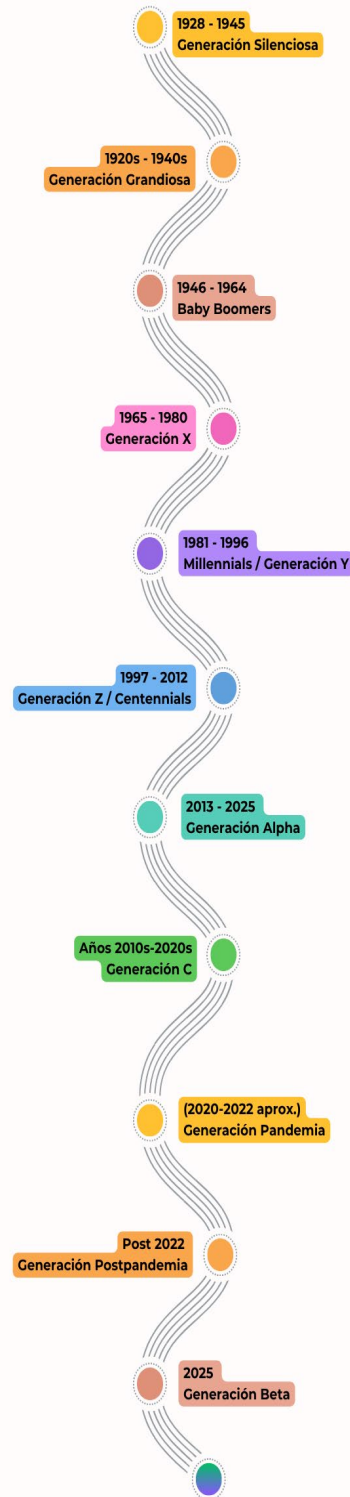 1928 - 1945
Generación Silenciosa
1920s - 1940s
Generación Grandiosa
1946 - 1964
Baby Boomers
1965 - 1980
Generación X
1981 - 1996
Millennials / Generación Y
1997 - 2012
Generación Z / Centennials
2013 - 2025
Generación Alpha
Años 2010s-2020s
Generación C
(2020-2022 aprox.)
Generación Pandemia
Post 2022
Generación Postpandemia
2025
Generación Beta